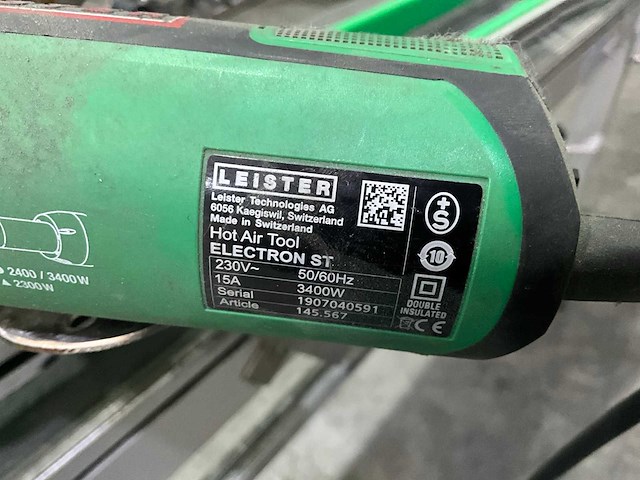 LEISTER
Leister Technologies AG
6056 Kaegiswil, Switzerland
Made in Switzerland
Hot Air Tool
ELECTRON ST
230V~ 50/60Hz
15A 3400W
Serial 1907040591
Article 145.567
+S
10
DOUBLE
INSULATED
CE
2400 / 3400W
▲ 2300W